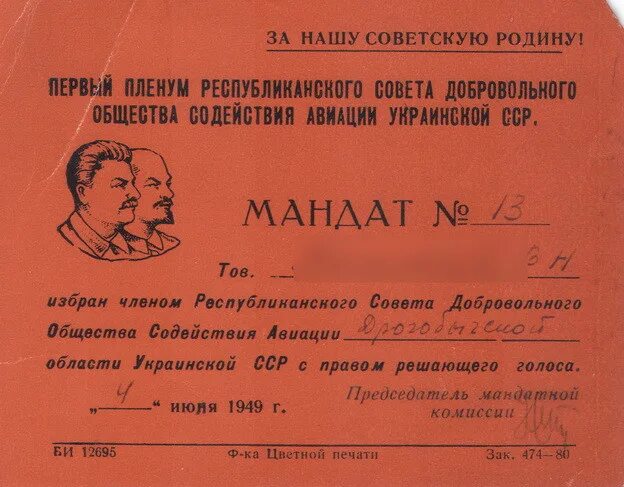 ЗА НАШУ СОВЕТСКУЮ РОДИНУ!
ПЕРВЫЙ ПЛЕНУМ РЕСПУБЛИКАНСКОГО СОВЕТА ДОБРОВОЛЬНОГО
ОБЩЕСТВА СОДЕЙСТВИЯ АВИАЦИИ УКРАИНСКОЙ ССР.
МАНДАТ № 13
Тов.
избран членом Республиканского Совета Добровольного
Общества Содействия Авиации Дрогобычской
области Украинской ССР с правом решающего голоса.
„4" июня 1949 г.
Председатель мандатной
комиссии
БИ 12695 Ф-ка Цветной печати Зак. 474—80